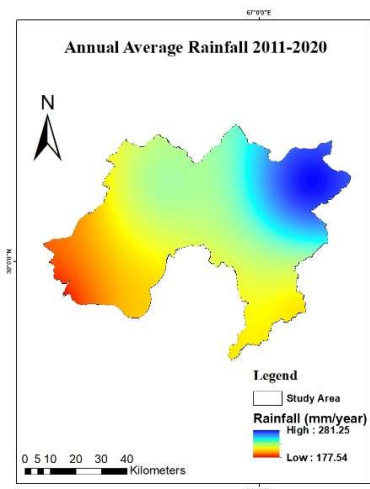 67°0'0"E
Annual Average Rainfall 2011-2020
N
30°0'0"N
Legend
Study Area
Rainfall (mm/year)
High : 281.25
Low : 177.54
0 5 10 20 30 40
Kilometers